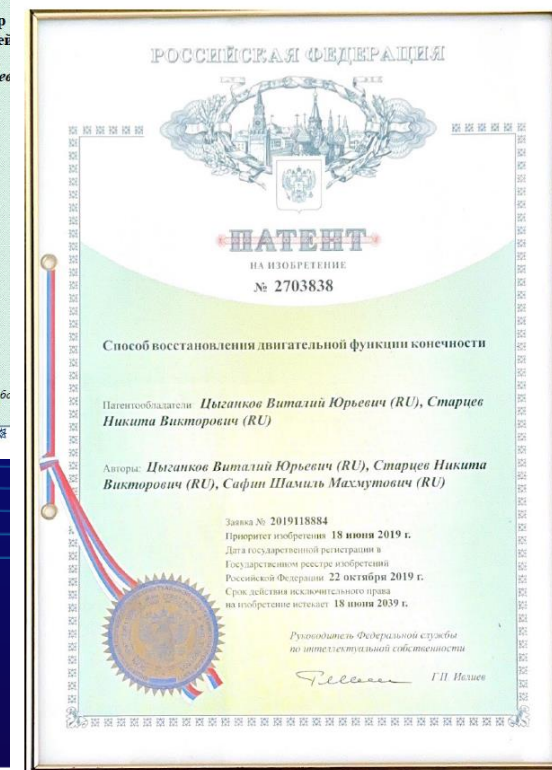 РОССИЙСКАЯ ФЕДЕРАЦИЯ
ПАТЕНТ
НА ИЗОБРЕТЕНИЕ
№ 2703838
Способ восстановления двигательной функции конечности
Патентообладатели: Цыганков Виталий Юрьевич (RU), Старцев
Никита Викторович (RU)
Авторы: Цыганков Виталий Юрьевич (RU), Старцев Никита
Викторович (RU), Сафин Шамиль Махмутович (RU)
Заявка № 2019118884
Приоритет изобретения 18 июня 2019 г.
Дата государственной регистрации в
Государственном реестре изобретений
Российской Федерации 22 октября 2019 г.
Срок действия исключительного права
на изобретение истекает 18 июня 2039 г.
Руководитель Федеральной службы
по интеллектуальной собственности
Г.П. Ивлиев